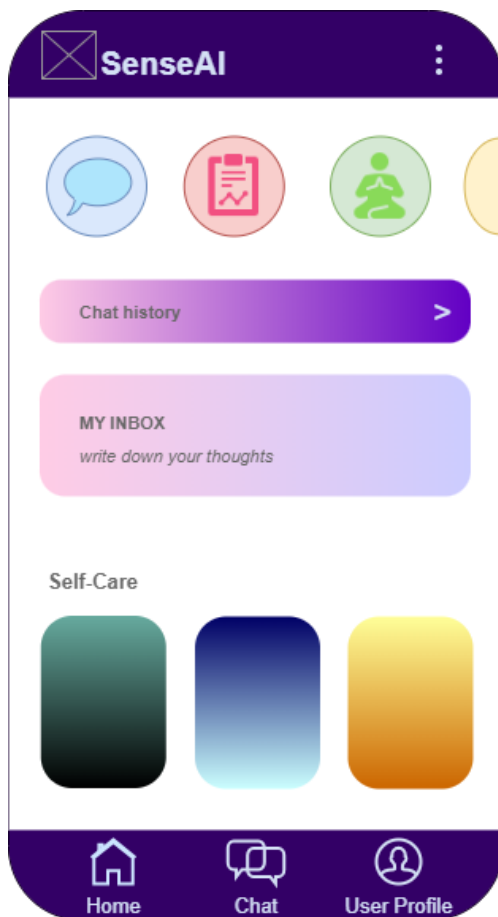 SenseAI
Chat history >
MY INBOX
write down your thoughts
Self-Care
Home Chat User Profile